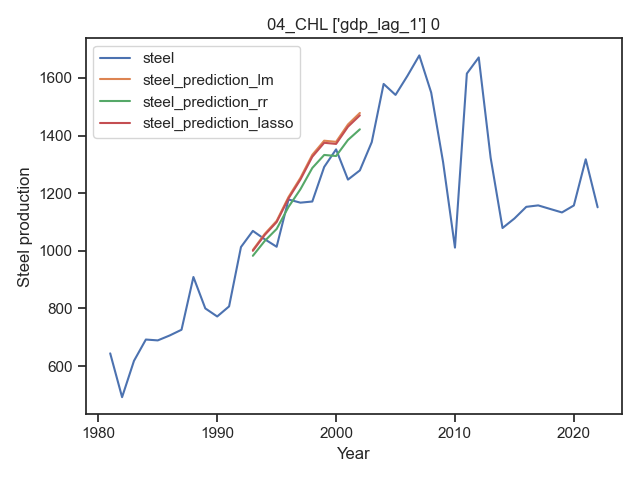 04_CHL ['gdp_lag_1'] 0
steel
steel_prediction_lm
steel_prediction_rr
steel_prediction_lasso
Steel production
1600
1400
1200
1000
800
600
1980
1990
2000
2010
2020
Year